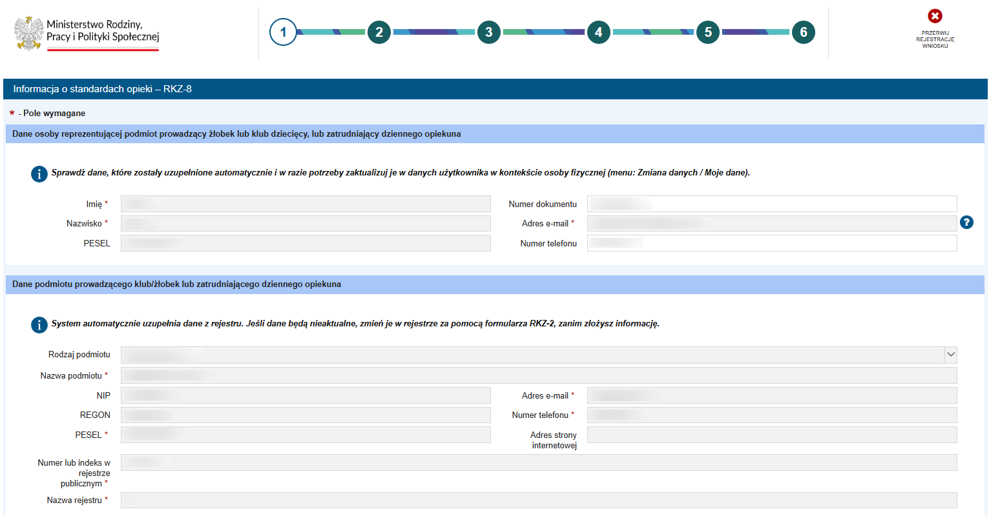 Ministerstwo Rodziny,
Pracy i Polityki Społecznej
1 2 3 4 5 6
PRZERWIJ
REJESTRACJĘ
WNIOSKU
Informacja o standardach opieki – RKZ-8
* - Pole wymagane
Dane osoby reprezentującej podmiot prowadzący żłobek lub klub dziecięcy, lub zatrudniający dziennego opiekuna
i Sprawdź dane, które zostały uzupełnione automatycznie i w razie potrzeby zaktualizuj je w danych użytkownika w kontekście osoby fizycznej (menu: Zmiana danych / Moje dane).
Imię * Numer dokumentu
Nazwisko * Adres e-mail * ?
PESEL Numer telefonu
Dane podmiotu prowadzącego klub/żłobek lub zatrudniającego dziennego opiekuna
i System automatycznie uzupełnia dane z rejestru. Jeśli dane będą nieaktualne, zmień je w rejestrze za pomocą formularza RKZ-2, zanim złożysz informację.
Rodzaj podmiotu
Nazwa podmiotu *
NIP Adres e-mail *
REGON Numer telefonu *
PESEL * Adres strony
internetowej
Numer lub indeks w
rejestrze
publicznym *
Nazwa rejestru *